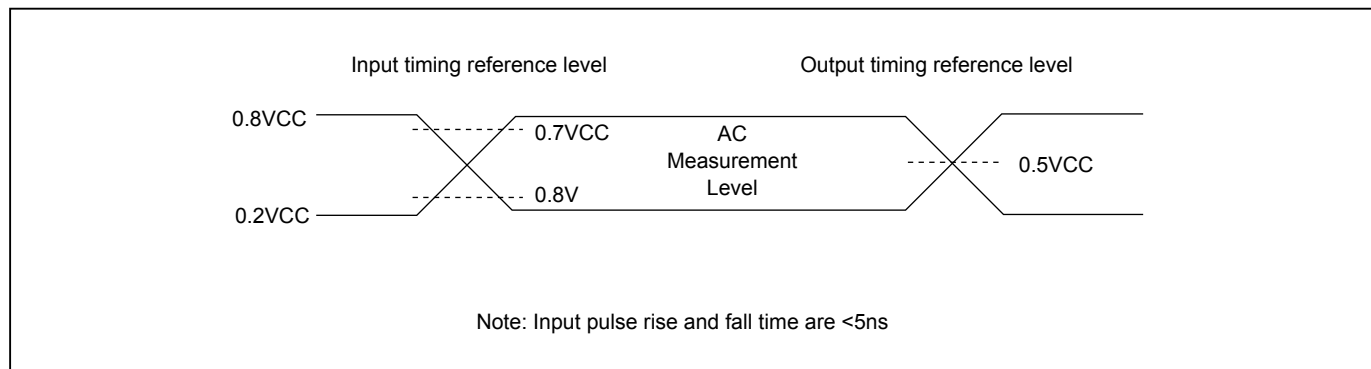 Input timing reference level
Output timing reference level
0.8VCC
0.7VCC
AC
Measurement
Level
0.5VCC
0.8V
0.2VCC
Note: Input pulse rise and fall time are <5ns